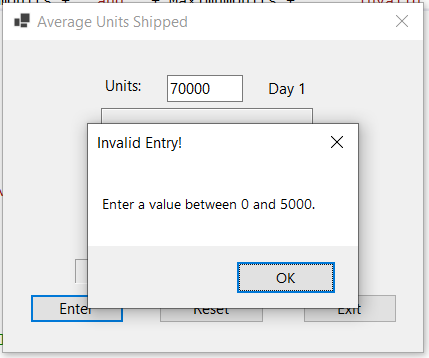 Average Units Shipped
Units: 70000 Day 1
Invalid Entry!
Enter a value between 0 and 5000.
OK
Enter Reset Exit